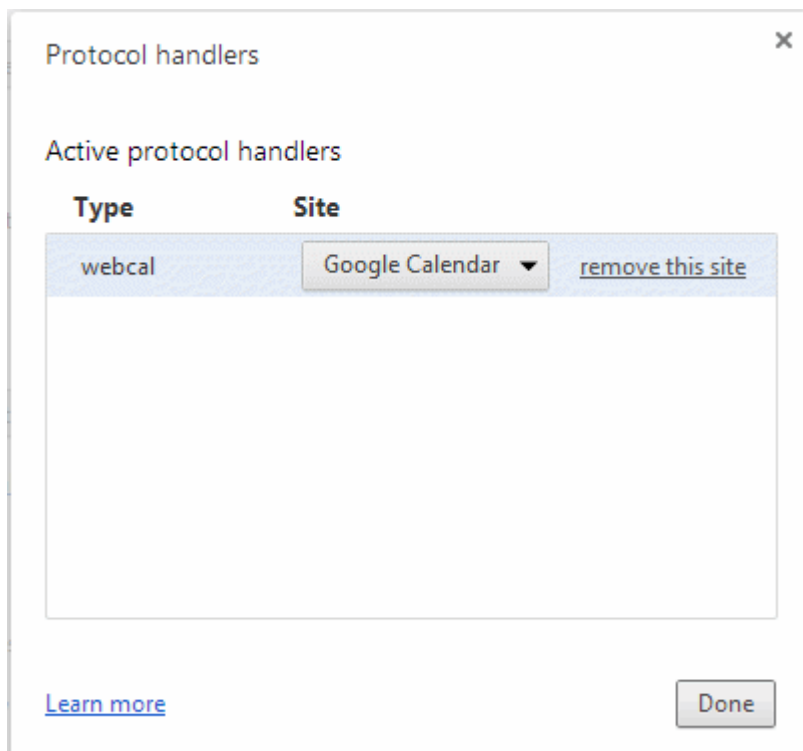 Protocol handlers
Active protocol handlers
Type Site
webcal Google Calendar remove this site
Learn more Done